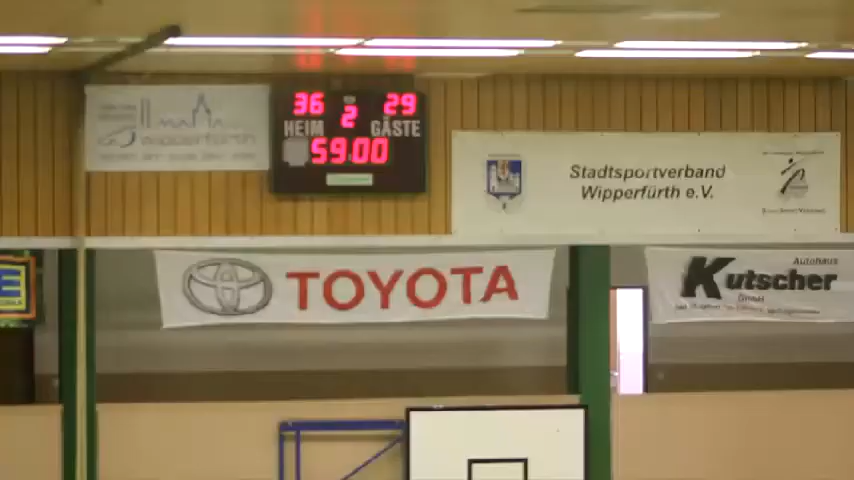 36 2 29
HEIM GÄSTE
59:00
wipperfürth
Stadtsportverband
Wipperfürth e.V.
TOYOTA
Autohaus
Kutscher
GmbH
E